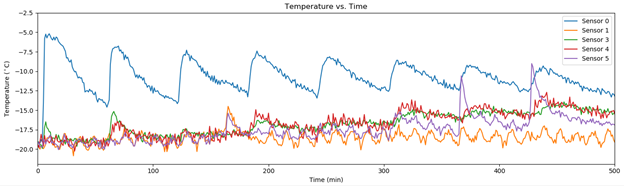 Temperature vs. Time
Temperature (°C)
−2.5
−5.0
−7.5
−10.0
−12.5
−15.0
−17.5
−20.0
Sensor 0
Sensor 1
Sensor 3
Sensor 4
Sensor 5
0
100
200
300
400
500
Time (min)